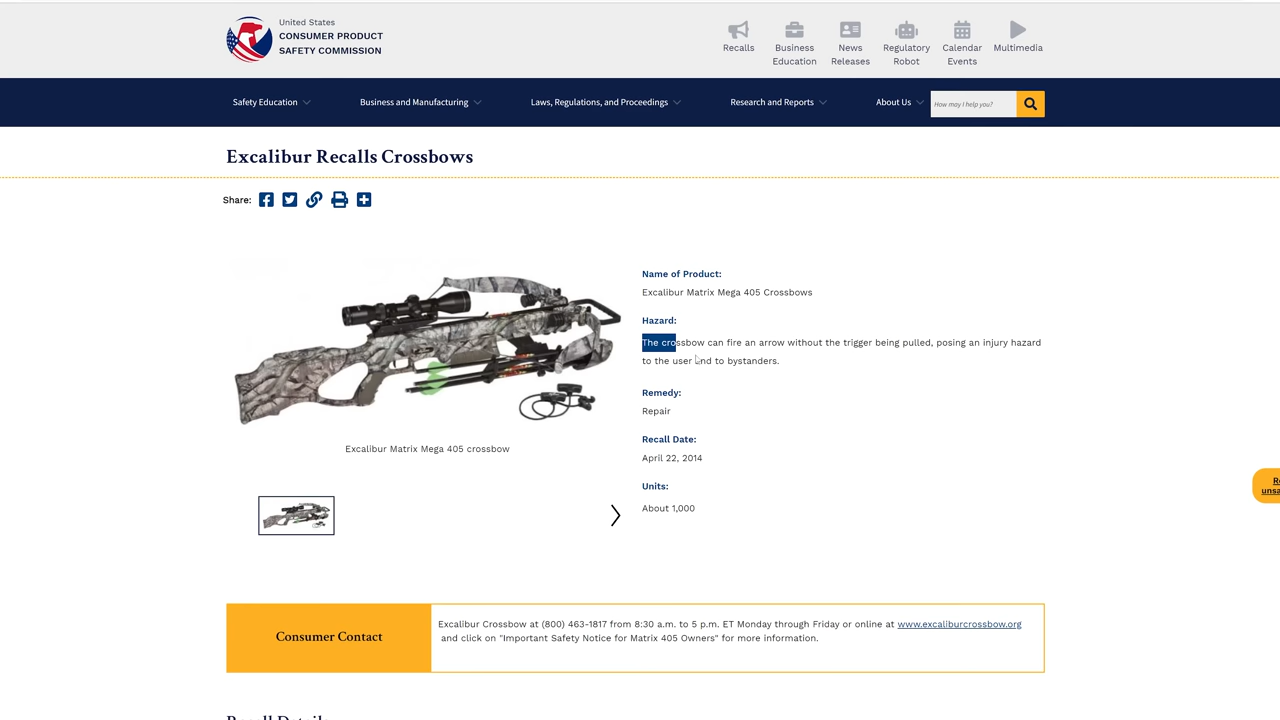 United States
CONSUMER PRODUCT
SAFETY COMMISSION
Recalls
Business
Education
News
Releases
Regulatory
Robot
Calendar
Events
Multimedia
Safety Education
Business and Manufacturing
Laws, Regulations, and Proceedings
Research and Reports
About Us
How may I help you?
Excalibur Recalls Crossbows
Share:
Excalibur Matrix Mega 405 crossbow
Name of Product:
Excalibur Matrix Mega 405 Crossbows
Hazard:
The crossbow can fire an arrow without the trigger being pulled, posing an injury hazard
to the user and to bystanders.
Remedy:
Repair
Recall Date:
April 22, 2014
Units:
About 1,000
Consumer Contact
Excalibur Crossbow at (800) 463-1817 from 8:30 a.m. to 5 p.m. ET Monday through Friday or online at www.excaliburcrossbow.org
and click on "Important Safety Notice for Matrix 405 Owners" for more information.
Recall Details